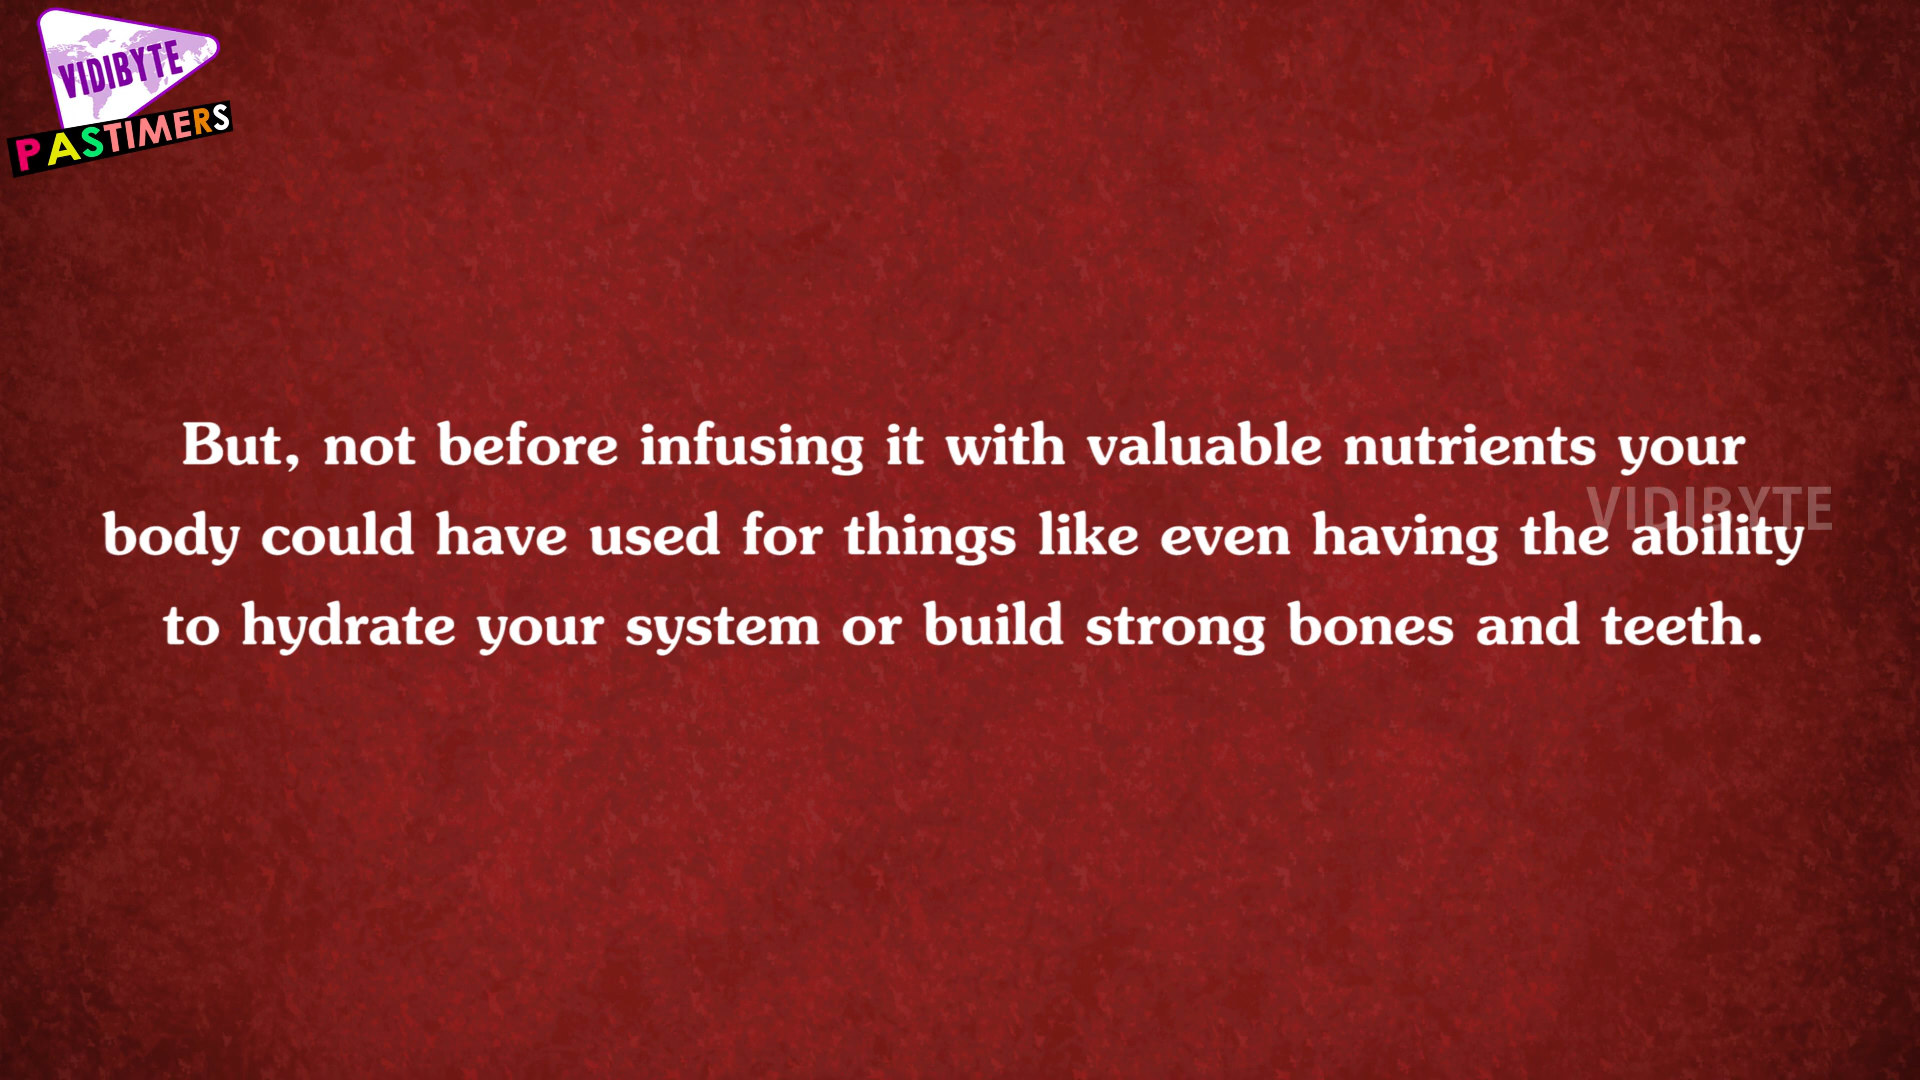 VIDIBYTE
PASTIMERS
But, not before infusing it with valuable nutrients your
VIDIBYTE
body could have used for things like even having the ability
to hydrate your system or build strong bones and teeth.